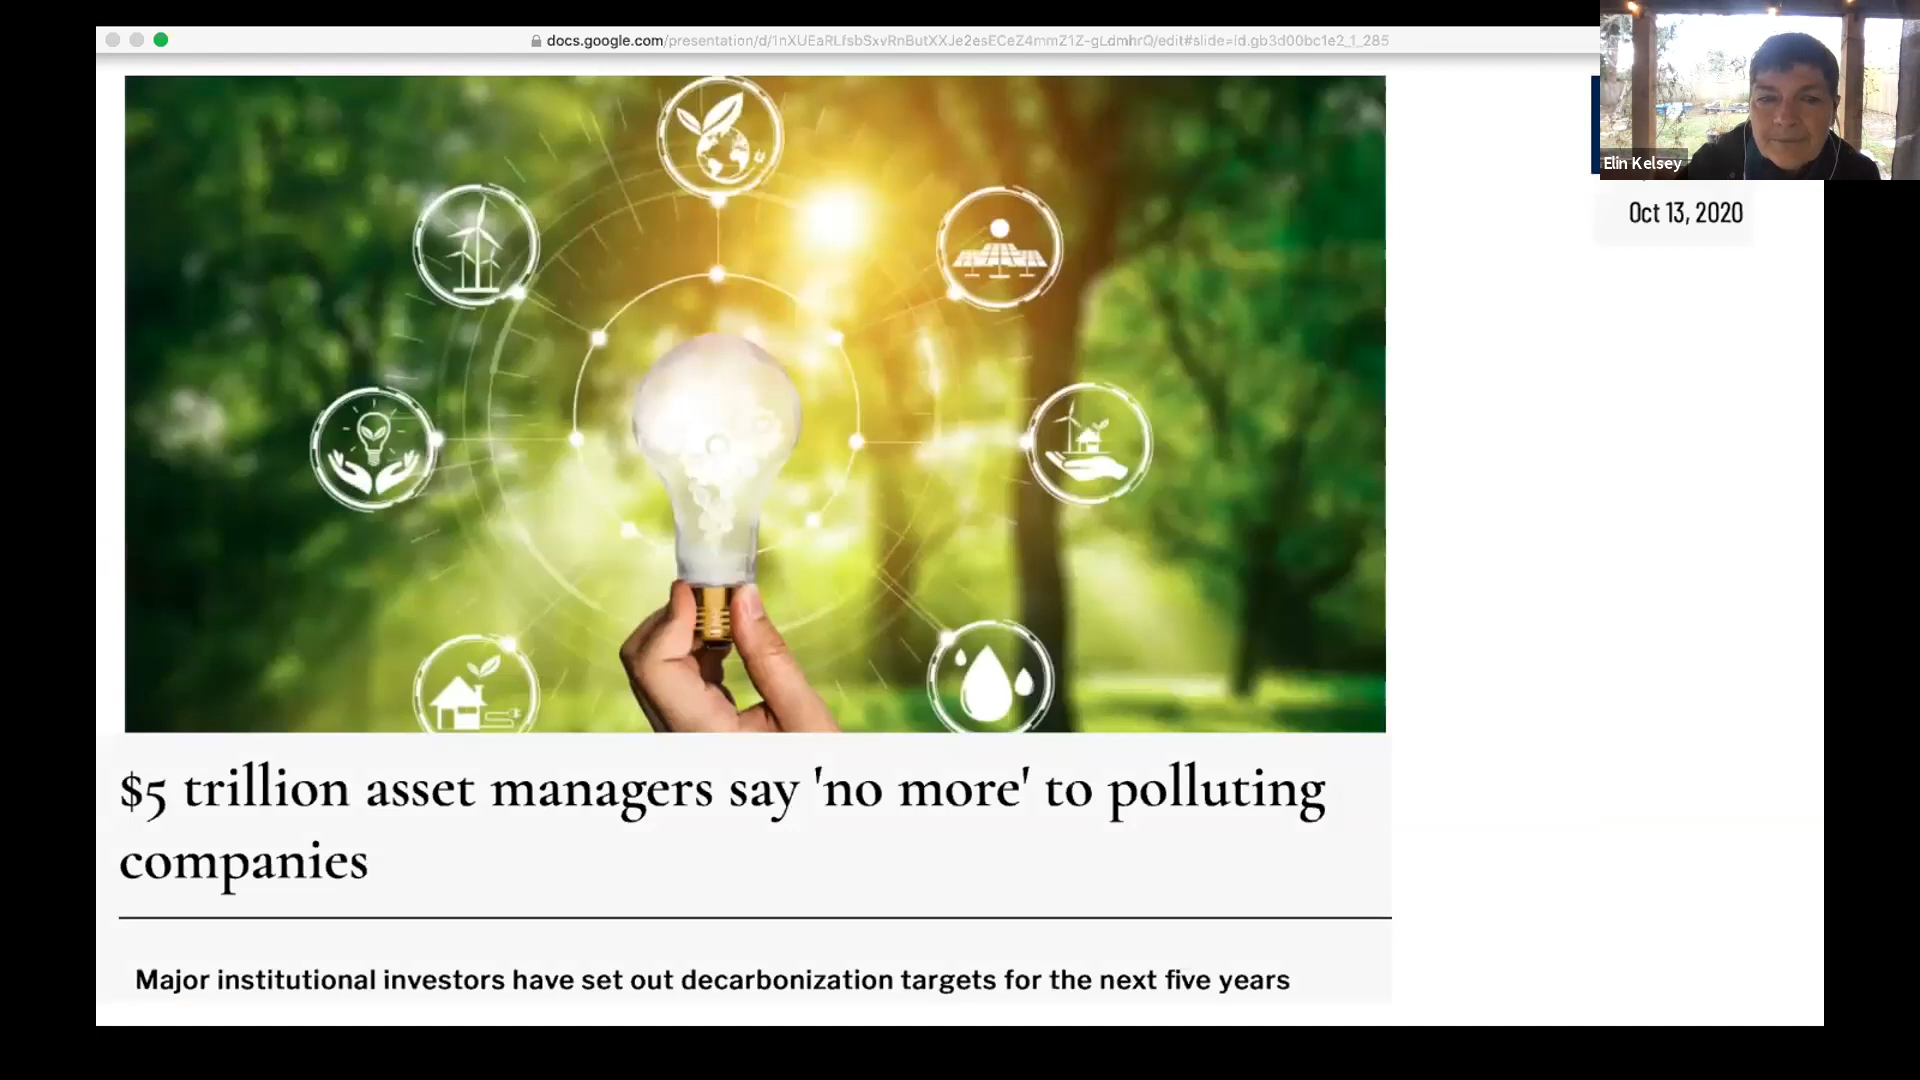 docs.google.com/presentation/d/1nXUEaRLfsbSxvRnButXXJe2esECeZ4mmZ1Z-gLdmhrQ/edit#slide=id.gb3d00bc1e2_1_285
Elin Kelsey
Oct 13, 2020
$5 trillion asset managers say 'no more' to polluting
companies
Major institutional investors have set out decarbonization targets for the next five years